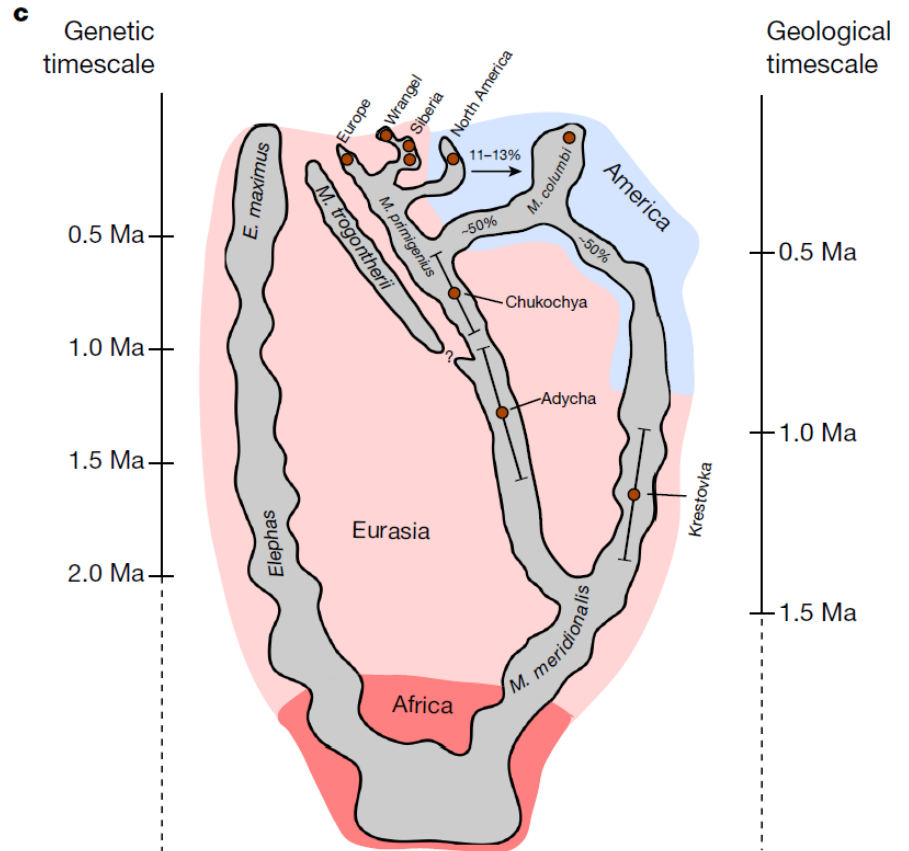 c
Genetic
timescale
Geological
timescale
Europe
Wrangel
Siberia
North America
11–13%
America
E. maximus
M. trogontherii
M. primigenius
M. columbi
~50%
~50%
0.5 Ma
0.5 Ma
Chukochya
1.0 Ma
?
Adycha
1.0 Ma
1.5 Ma
Krestovka
Elephas
Eurasia
2.0 Ma
1.5 Ma
M. meridionalis
Africa